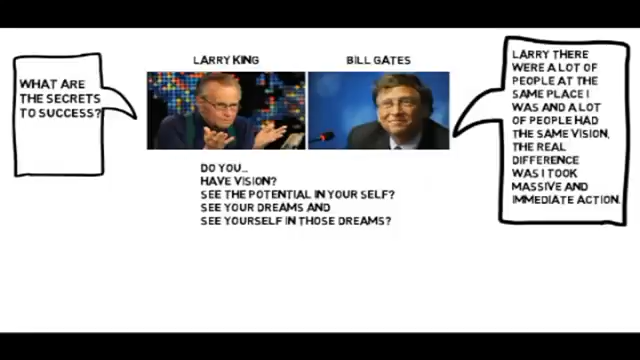 LARRY KING
BILL GATES
WHAT ARE
THE SECRETS
TO SUCCESS?
LARRY THERE
WERE A LOT OF
PEOPLE AT THE
SAME PLACE I
WAS AND A LOT
OF PEOPLE HAD
THE SAME VISION,
THE REAL
DIFFERENCE
WAS I TOOK
MASSIVE AND
IMMEDIATE ACTION.
DO YOU...
HAVE VISION?
SEE THE POTENTIAL IN YOUR SELF?
SEE YOUR DREAMS AND
SEE YOURSELF IN THOSE DREAMS?